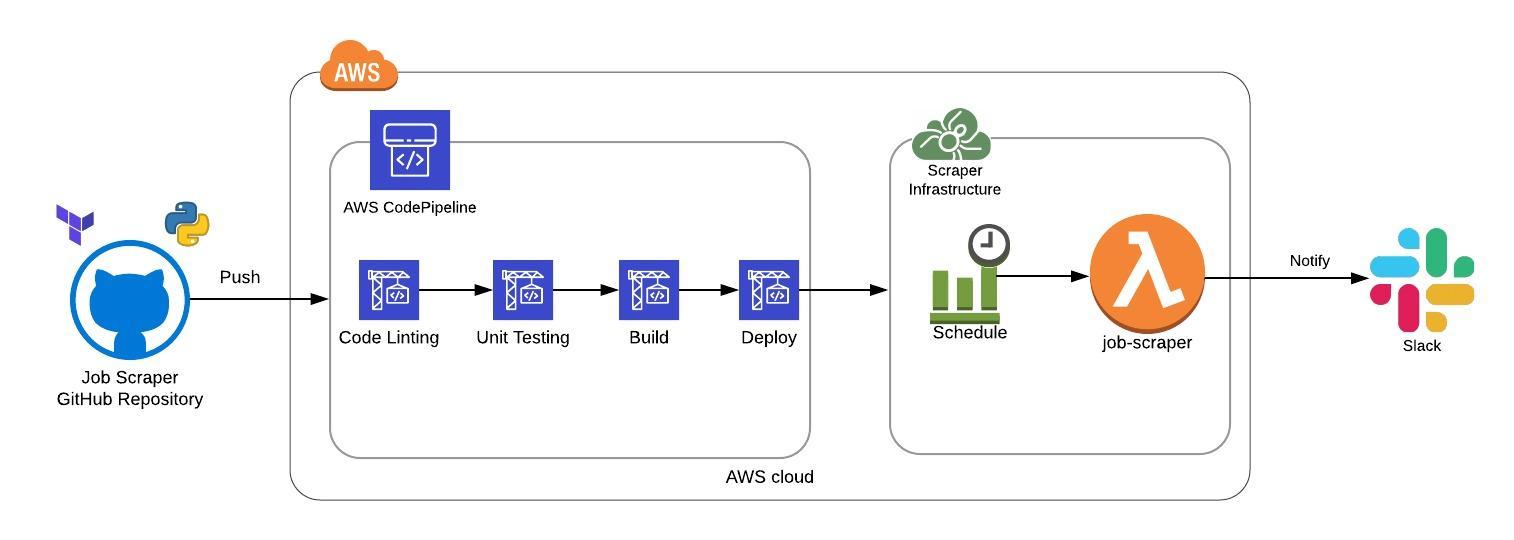 AWS
</>
AWS CodePipeline
Scraper
Infrastructure
Push
</>
</>
</>
</>
Code Linting
Unit Testing
Build
Deploy
Schedule
job-scraper
Notify
Slack
Job Scraper
GitHub Repository
AWS cloud